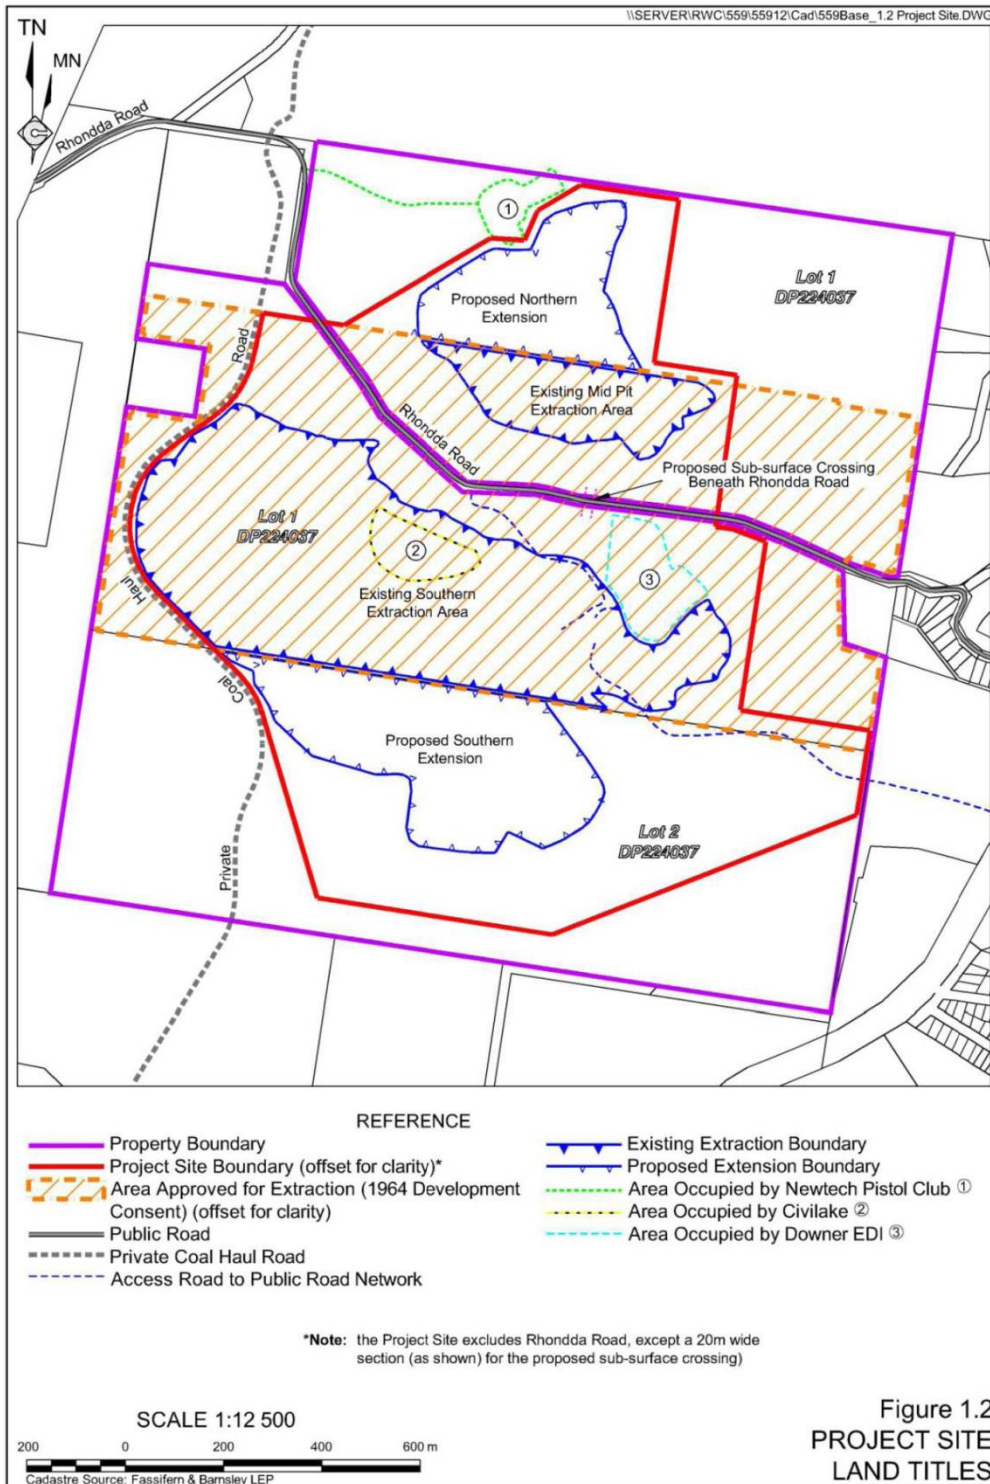 \\SERVER\RWC\559\55912\Cad\559Base_1.2 Project Site.DWG
TN
MN
Rhondda Road
①
Lot 1
DP224037
Proposed Northern
Extension
Road
Existing Mid Pit
Extraction Area
Rhondda Road
Proposed Sub-surface Crossing
Beneath Rhondda Road
Lot 1
DP224037
②
③
Existing Southern
Extraction Area
Haul
Coal
Proposed Southern
Extension
Lot 2
DP224037
Private
REFERENCE
Property Boundary
Project Site Boundary (offset for clarity)*
Area Approved for Extraction (1964 Development
Consent) (offset for clarity)
Public Road
Private Coal Haul Road
Access Road to Public Road Network
Existing Extraction Boundary
Proposed Extension Boundary
Area Occupied by Newtech Pistol Club ①
Area Occupied by Civilake ②
Area Occupied by Downer EDI ③
*Note: the Project Site excludes Rhondda Road, except a 20m wide
section (as shown) for the proposed sub-surface crossing)
SCALE 1:12 500
200 0 200 400 600 m
Cadastre Source: Fassifern & Barnsley LEP
Figure 1.2
PROJECT SITE
LAND TITLES